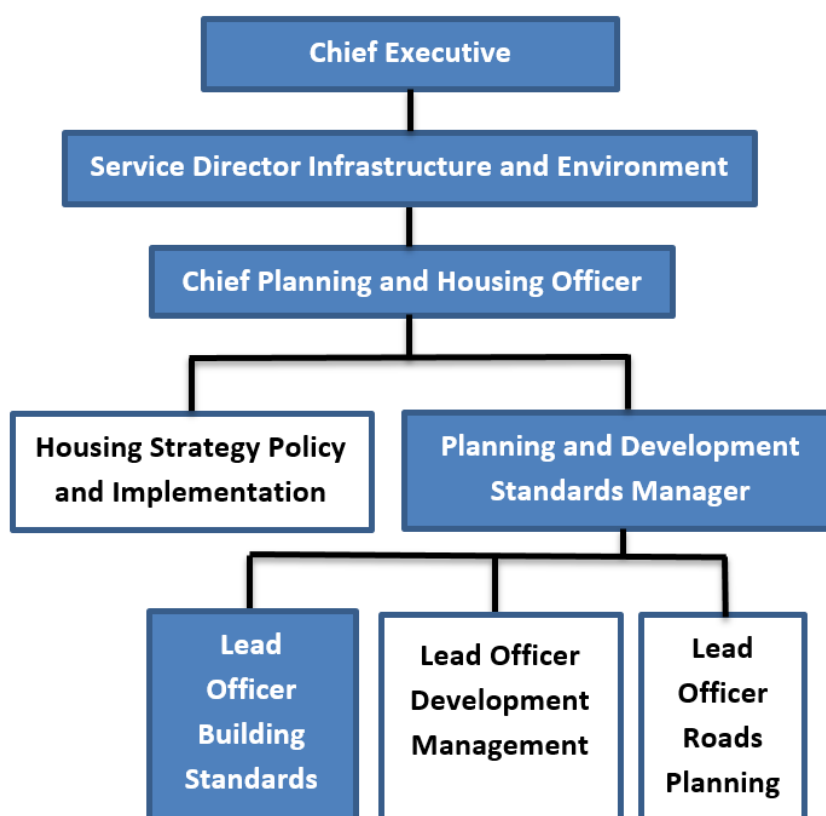 Chief Executive
Service Director Infrastructure and Environment
Chief Planning and Housing Officer
Housing Strategy Policy
and Implementation
Planning and Development
Standards Manager
Lead
Officer
Building
Standards
Lead Officer
Development
Management
Lead
Officer
Roads
Planning